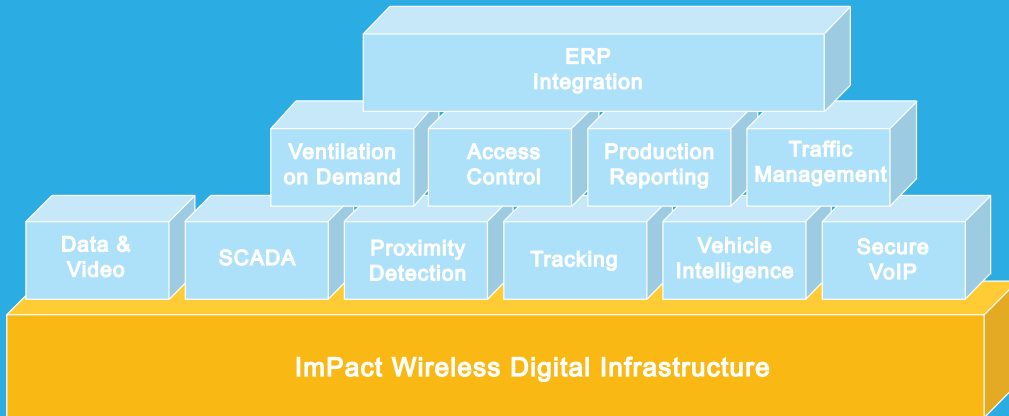 ERP
Integration
Ventilation
on Demand
Access
Control
Production
Reporting
Traffic
Management
Data &
Video
SCADA
Proximity
Detection
Tracking
Vehicle
Intelligence
Secure
VoIP
ImPact Wireless Digital Infrastructure